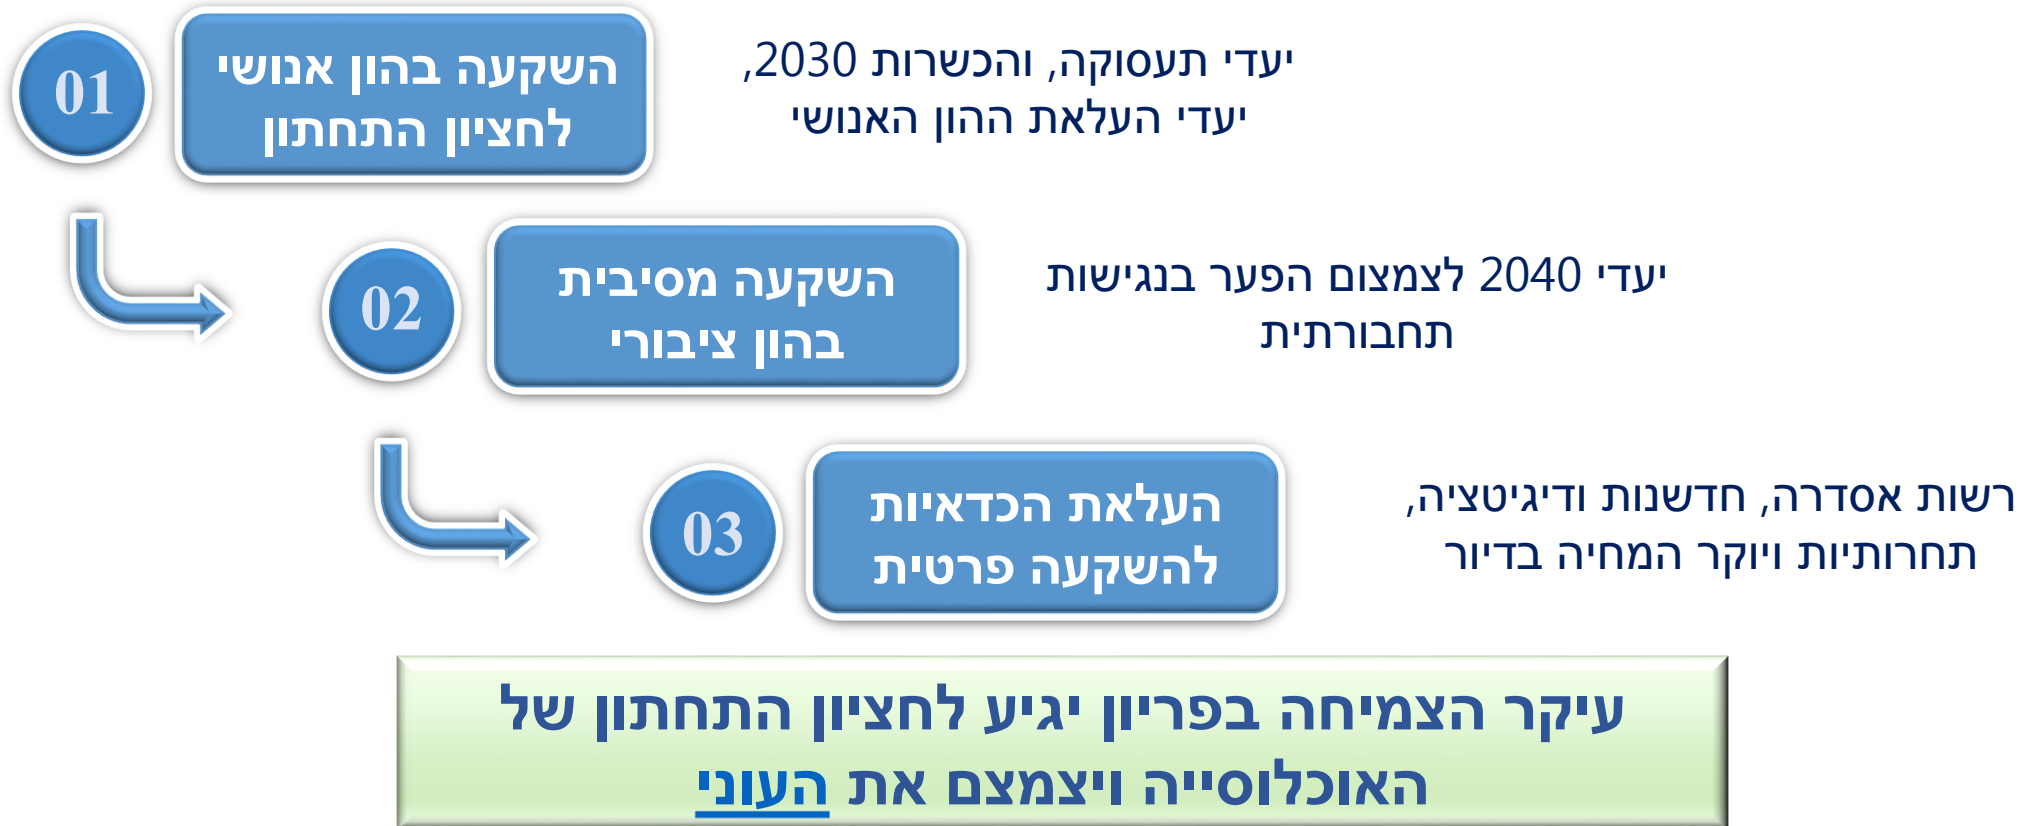 01
השקעה בהון אנושי
לחציון התחתון
יעדי תעסוקה, והכשרות 2030,
יעדי העלאת ההון האנושי
02
השקעה מסיבית
בהון ציבורי
יעדי 2040 לצמצום הפער בנגישות
תחבורתית
03
העלאת הכדאיות
להשקעה פרטית
רשות אסדרה, חדשנות ודיגיטציה,
תחרותיות ויוקר המחיה בדיור
עיקר הצמיחה בפריון יגיע לחציון התחתון של
האוכלוסייה ויצמצם את העוני